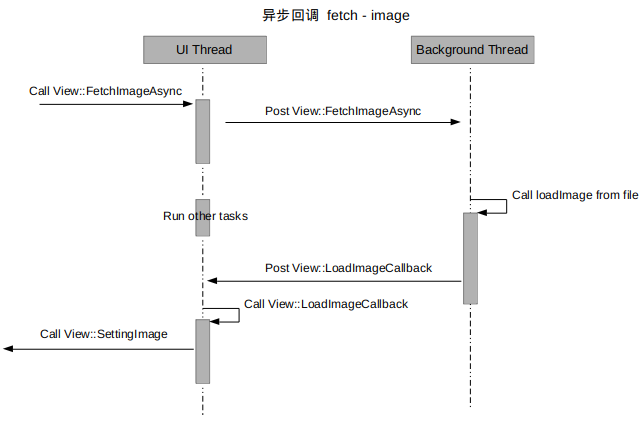 异步回调 fetch - image
UI Thread
Background Thread
Call View::FetchImageAsync
Post View::FetchImageAsync
Call loadImage from file
Run other tasks
Post View::LoadImageCallback
Call View::LoadImageCallback
Call View::SettingImage